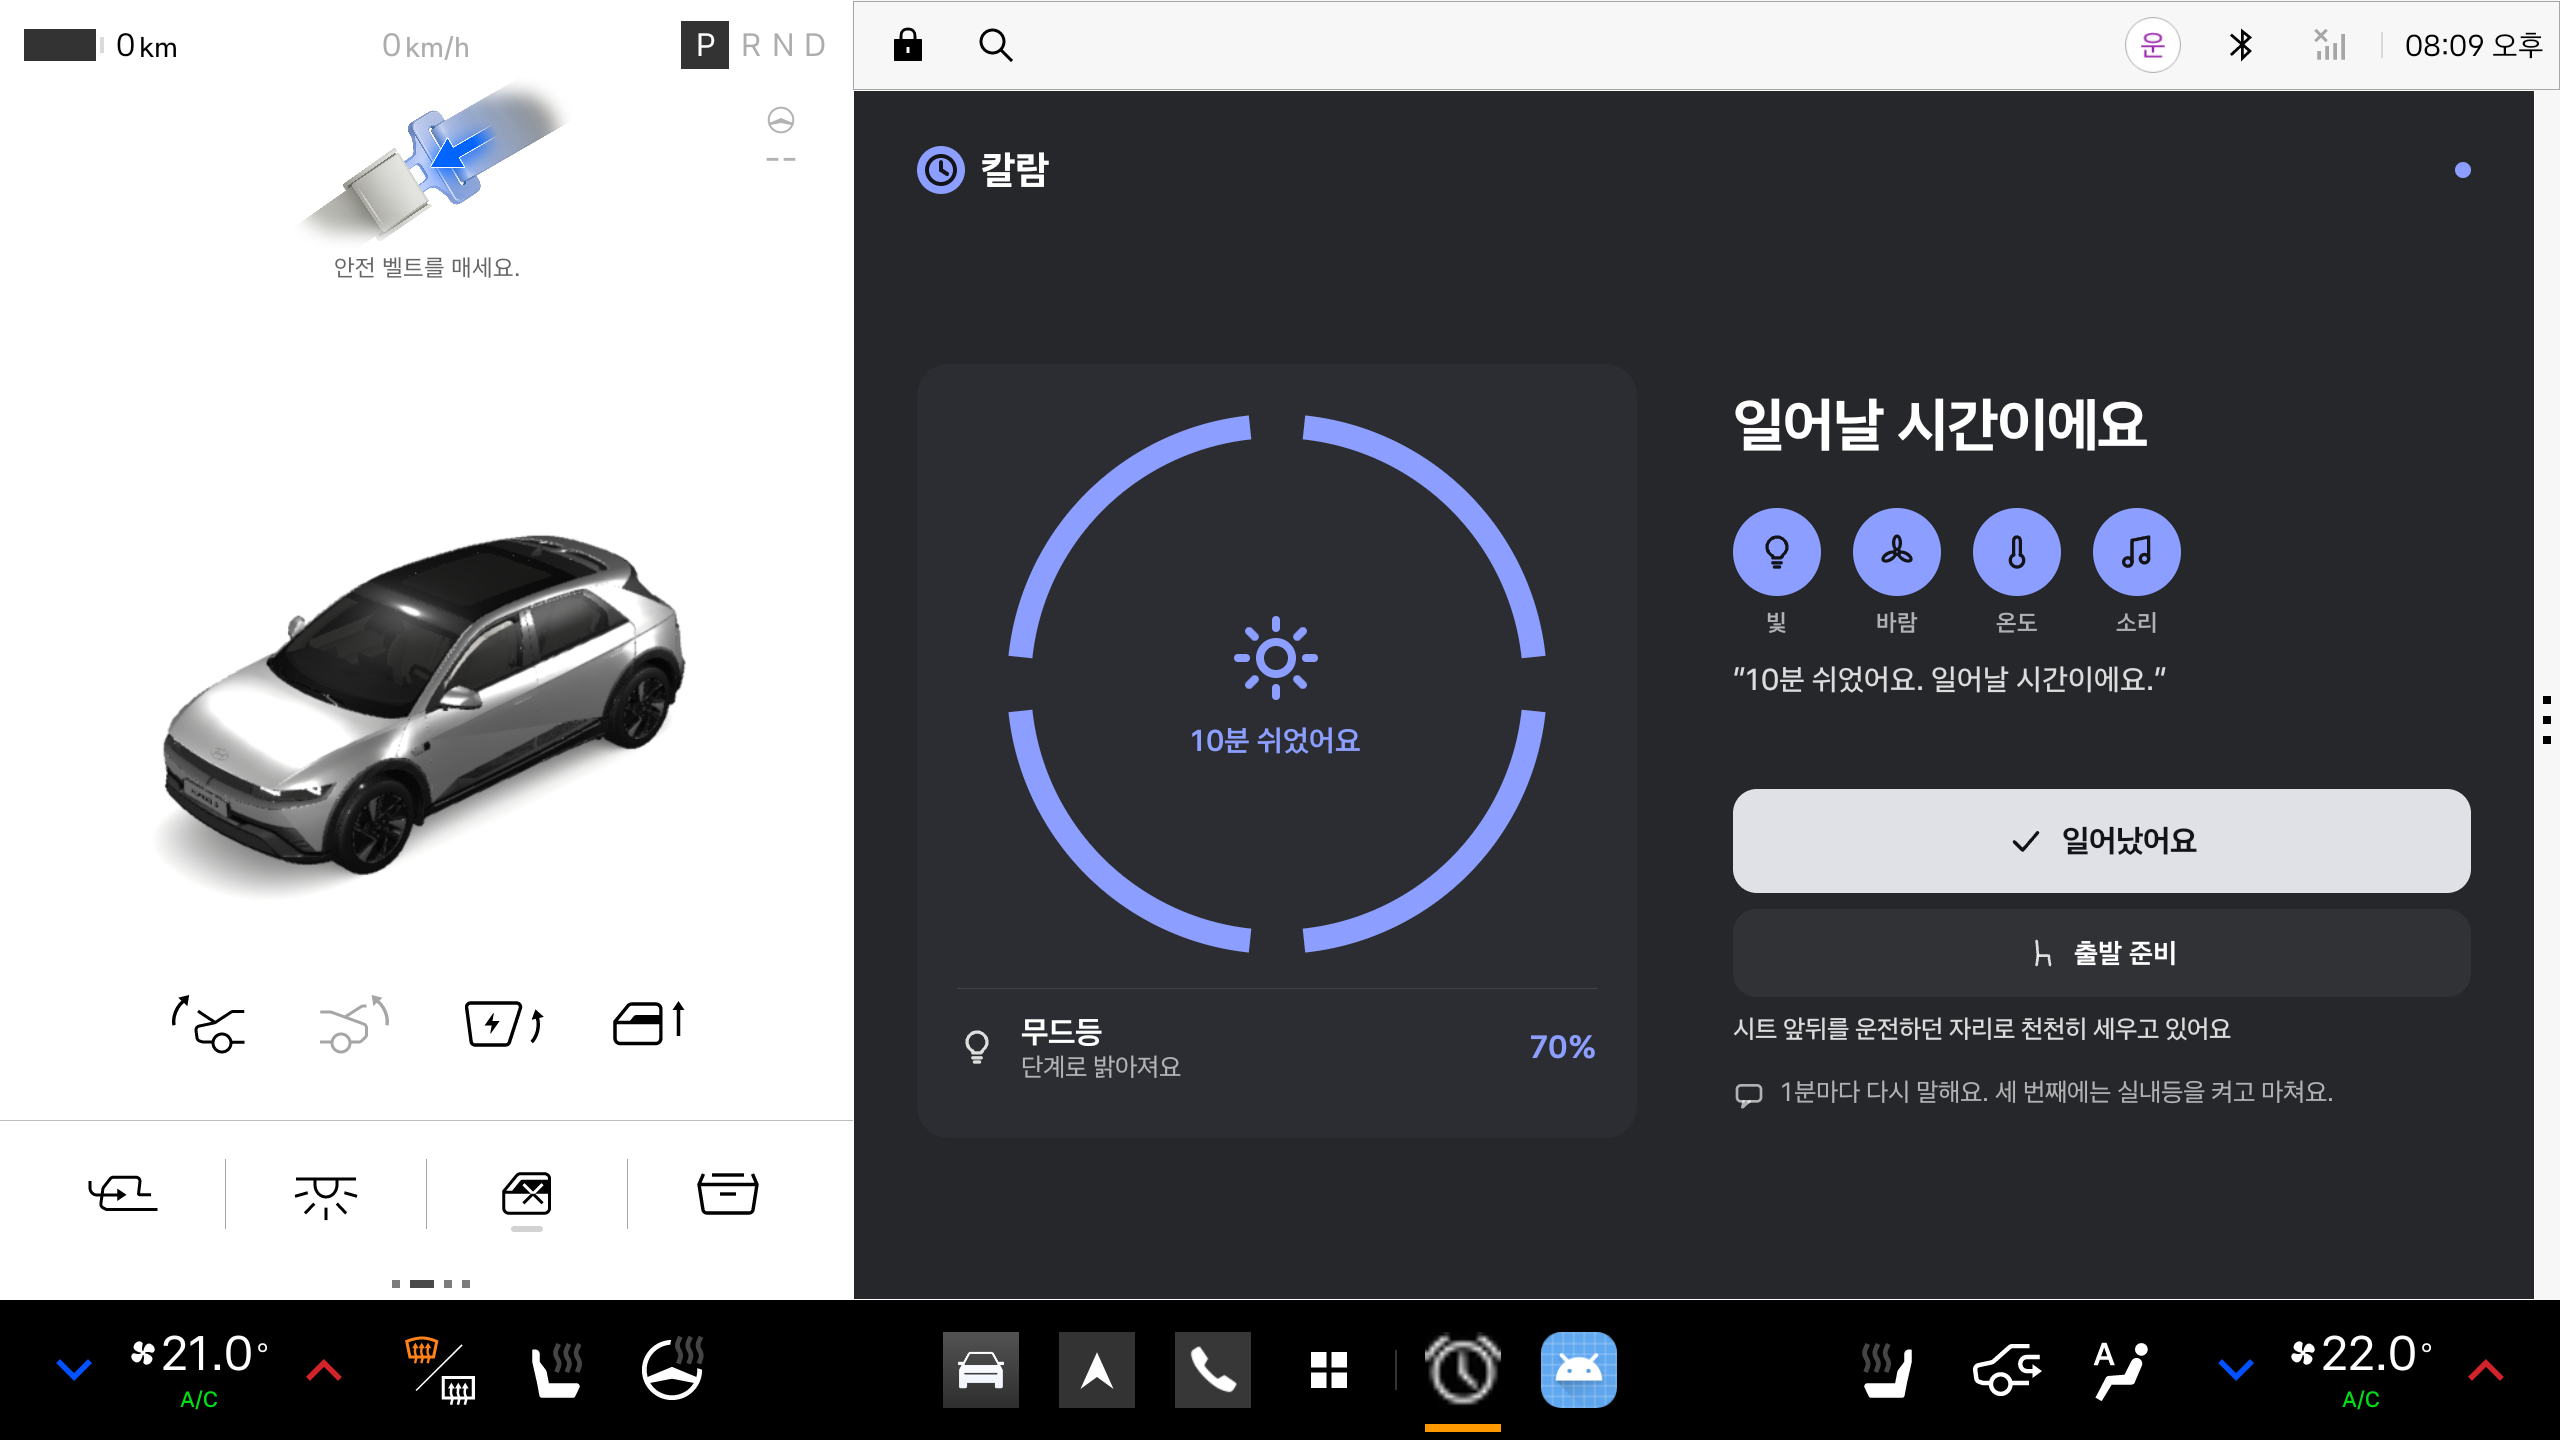 0 km
0 km/h
P R N D
08:09 오후
운
--
안전 벨트를 매세요.
칼람
10분 쉬었어요
무드등
단계로 밝아져요
70%
일어날 시간이에요
빛
바람
온도
소리
"10분 쉬었어요. 일어날 시간이에요."
일어났어요
출발 준비
시트 앞뒤를 운전하던 자리로 천천히 세우고 있어요
1분마다 다시 말해요. 세 번째에는 실내등을 켜고 마쳐요.
21.0°
A/C
A
22.0°
A/C